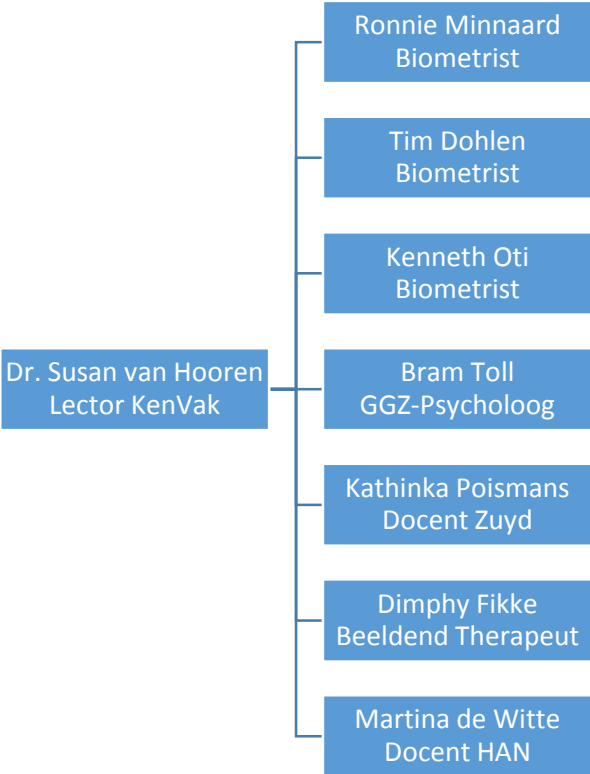 Ronnie Minnaard
Biometrist
Tim Dohlen
Biometrist
Kenneth Oti
Biometrist
Dr. Susan van Hooren
Lector KenVak
Bram Toll
GGZ-Psycholoog
Kathinka Poismans
Docent Zuyd
Dimphy Fikke
Beeldend Therapeut
Martina de Witte
Docent HAN